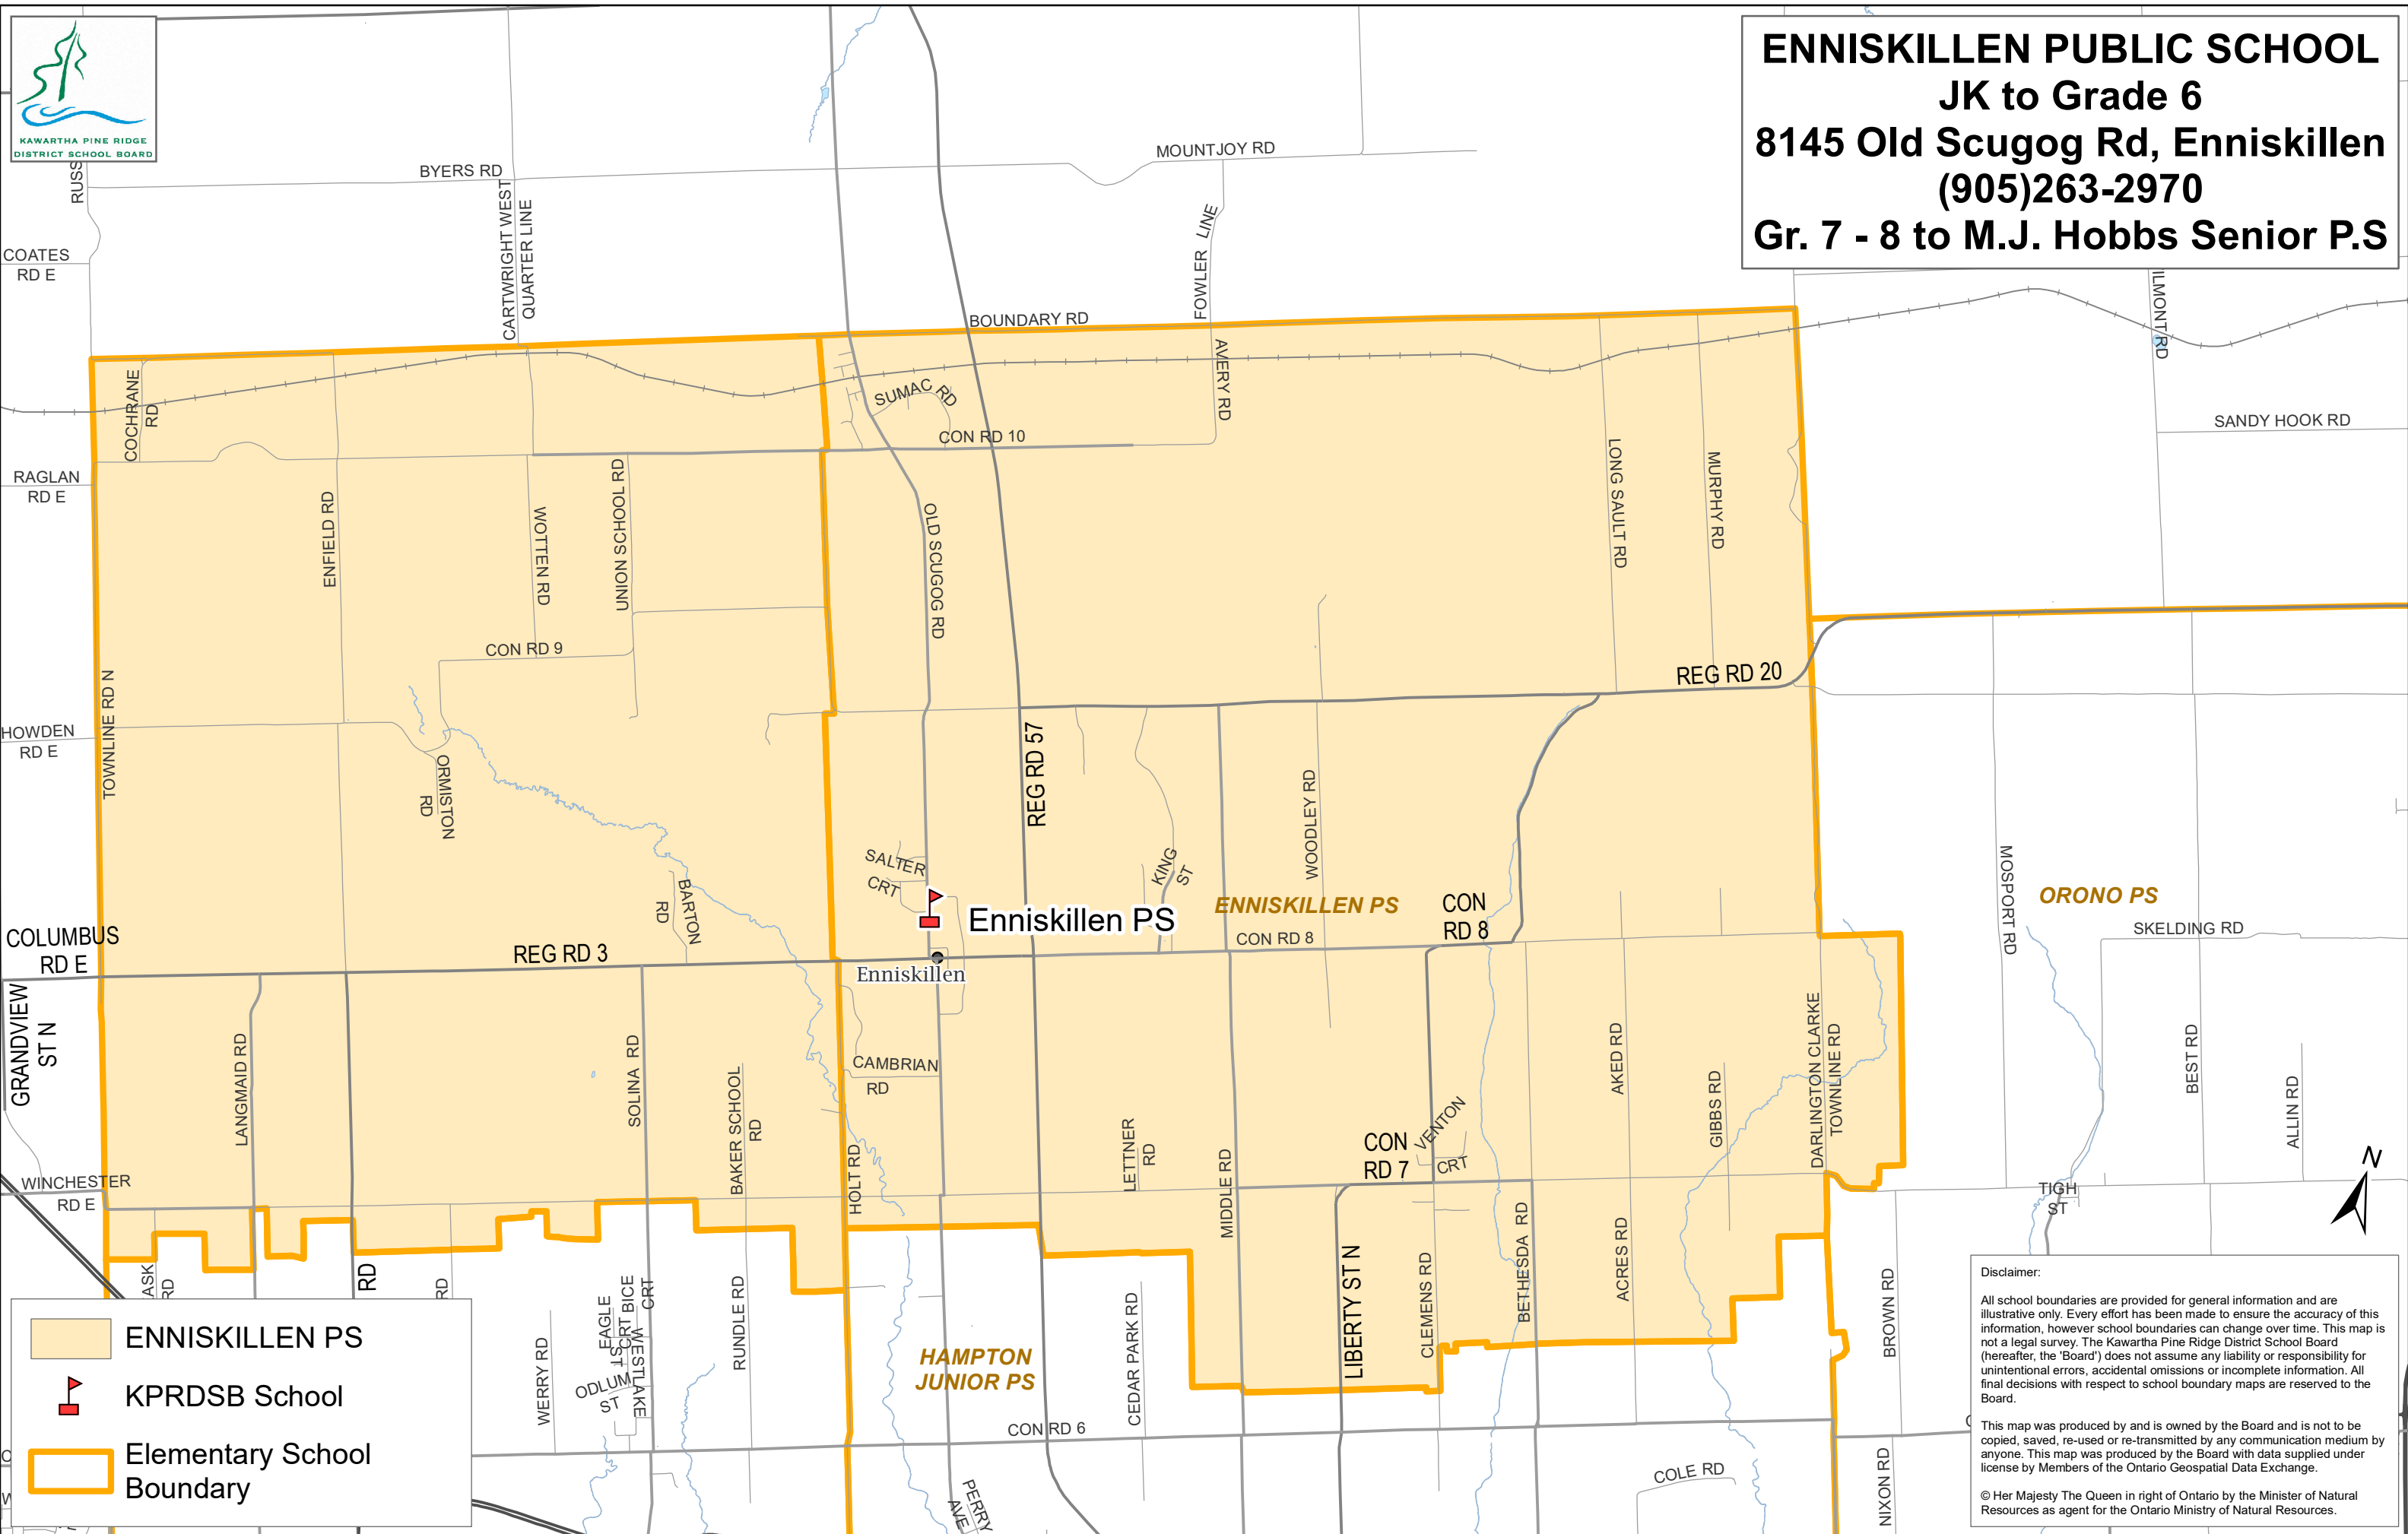 KAWARTHA PINE RIDGE
DISTRICT SCHOOL BOARD
ENNISKILLEN PUBLIC SCHOOL
JK to Grade 6
8145 Old Scugog Rd, Enniskillen
(905)263-2970
Gr. 7 - 8 to M.J. Hobbs Senior P.S
RUSS
BYERS RD
MOUNTJOY RD
CARTWRIGHT WEST
QUARTER LINE
FOWLER LINE
COATES
RD E
ILMONT RD
BOUNDARY RD
COCHRANE
RD
SUMAC RD
AVERY RD
SANDY HOOK RD
CON RD 10
RAGLAN
RD E
ENFIELD RD
WOTTEN RD
UNION SCHOOL RD
OLD SCUGOG RD
LONG SAULT RD
MURPHY RD
CON RD 9
REG RD 20
TOWNLINE RD N
HOWDEN
RD E
ORMISTON
RD
REG RD 57
WOODLEY RD
SALTER
CRT
KING
ST
BARTON
RD
Enniskillen PS
ENNISKILLEN PS
CON
RD 8
CON RD 8
MOSPORT RD
ORONO PS
SKELDING RD
COLUMBUS
RD E
REG RD 3
Enniskillen
GRANDVIEW
ST N
LANGMAID RD
SOLINA RD
BAKER SCHOOL
RD
CAMBRIAN
RD
HOLT RD
LETTNER
RD
MIDDLE RD
CON
RD 7
VENTON
CRT
AKED RD
GIBBS RD
DARLINGTON CLARKE
TOWNLINE RD
BEST RD
ALLIN RD
WINCHESTER
RD E
TIGH
ST
N
ASK
RD
RD
RD
WERRY RD
EAGLE
CRT
BICE
CRT
ODLUM
ST
ST
WESTLAKE
RUNDLE RD
HAMPTON
JUNIOR PS
CEDAR PARK RD
LIBERTY ST N
CLEMENS RD
BETHESDA RD
ACRES RD
BROWN RD
CON RD 6
PERRY
AVE
COLE RD
NIXON RD
ENNISKILLEN PS
KPRDSB School
Elementary School
Boundary
Disclaimer:
All school boundaries are provided for general information and are
illustrative only. Every effort has been made to ensure the accuracy of this
information, however school boundaries can change over time. This map is
not a legal survey. The Kawartha Pine Ridge District School Board
(hereafter, the 'Board') does not assume any liability or responsibility for
unintentional errors, accidental omissions or incomplete information. All
final decisions with respect to school boundary maps are reserved to the
Board.
This map was produced by and is owned by the Board and is not to be
copied, saved, re-used or re-transmitted by any communication medium by
anyone. This map was produced by the Board with data supplied under
license by Members of the Ontario Geospatial Data Exchange.
© Her Majesty The Queen in right of Ontario by the Minister of Natural
Resources as agent for the Ontario Ministry of Natural Resources.